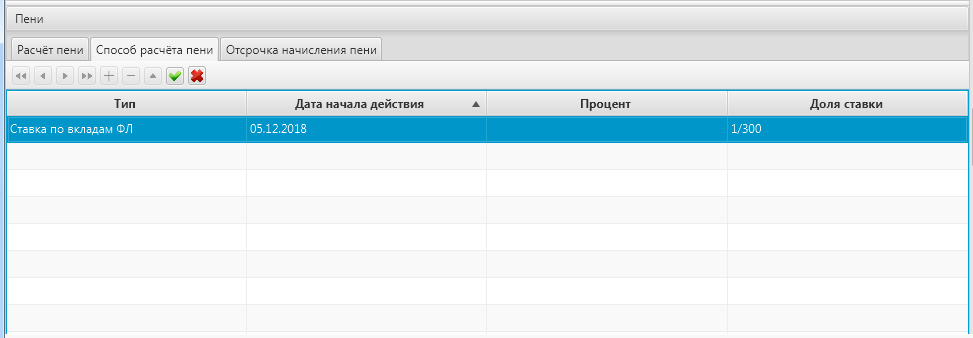 Пени
Расчёт пени Способ расчёта пени Отсрочка начисления пени
Тип Дата начала действия Процент Доля ставки
Ставка по вкладам ФЛ 05.12.2018 1/300